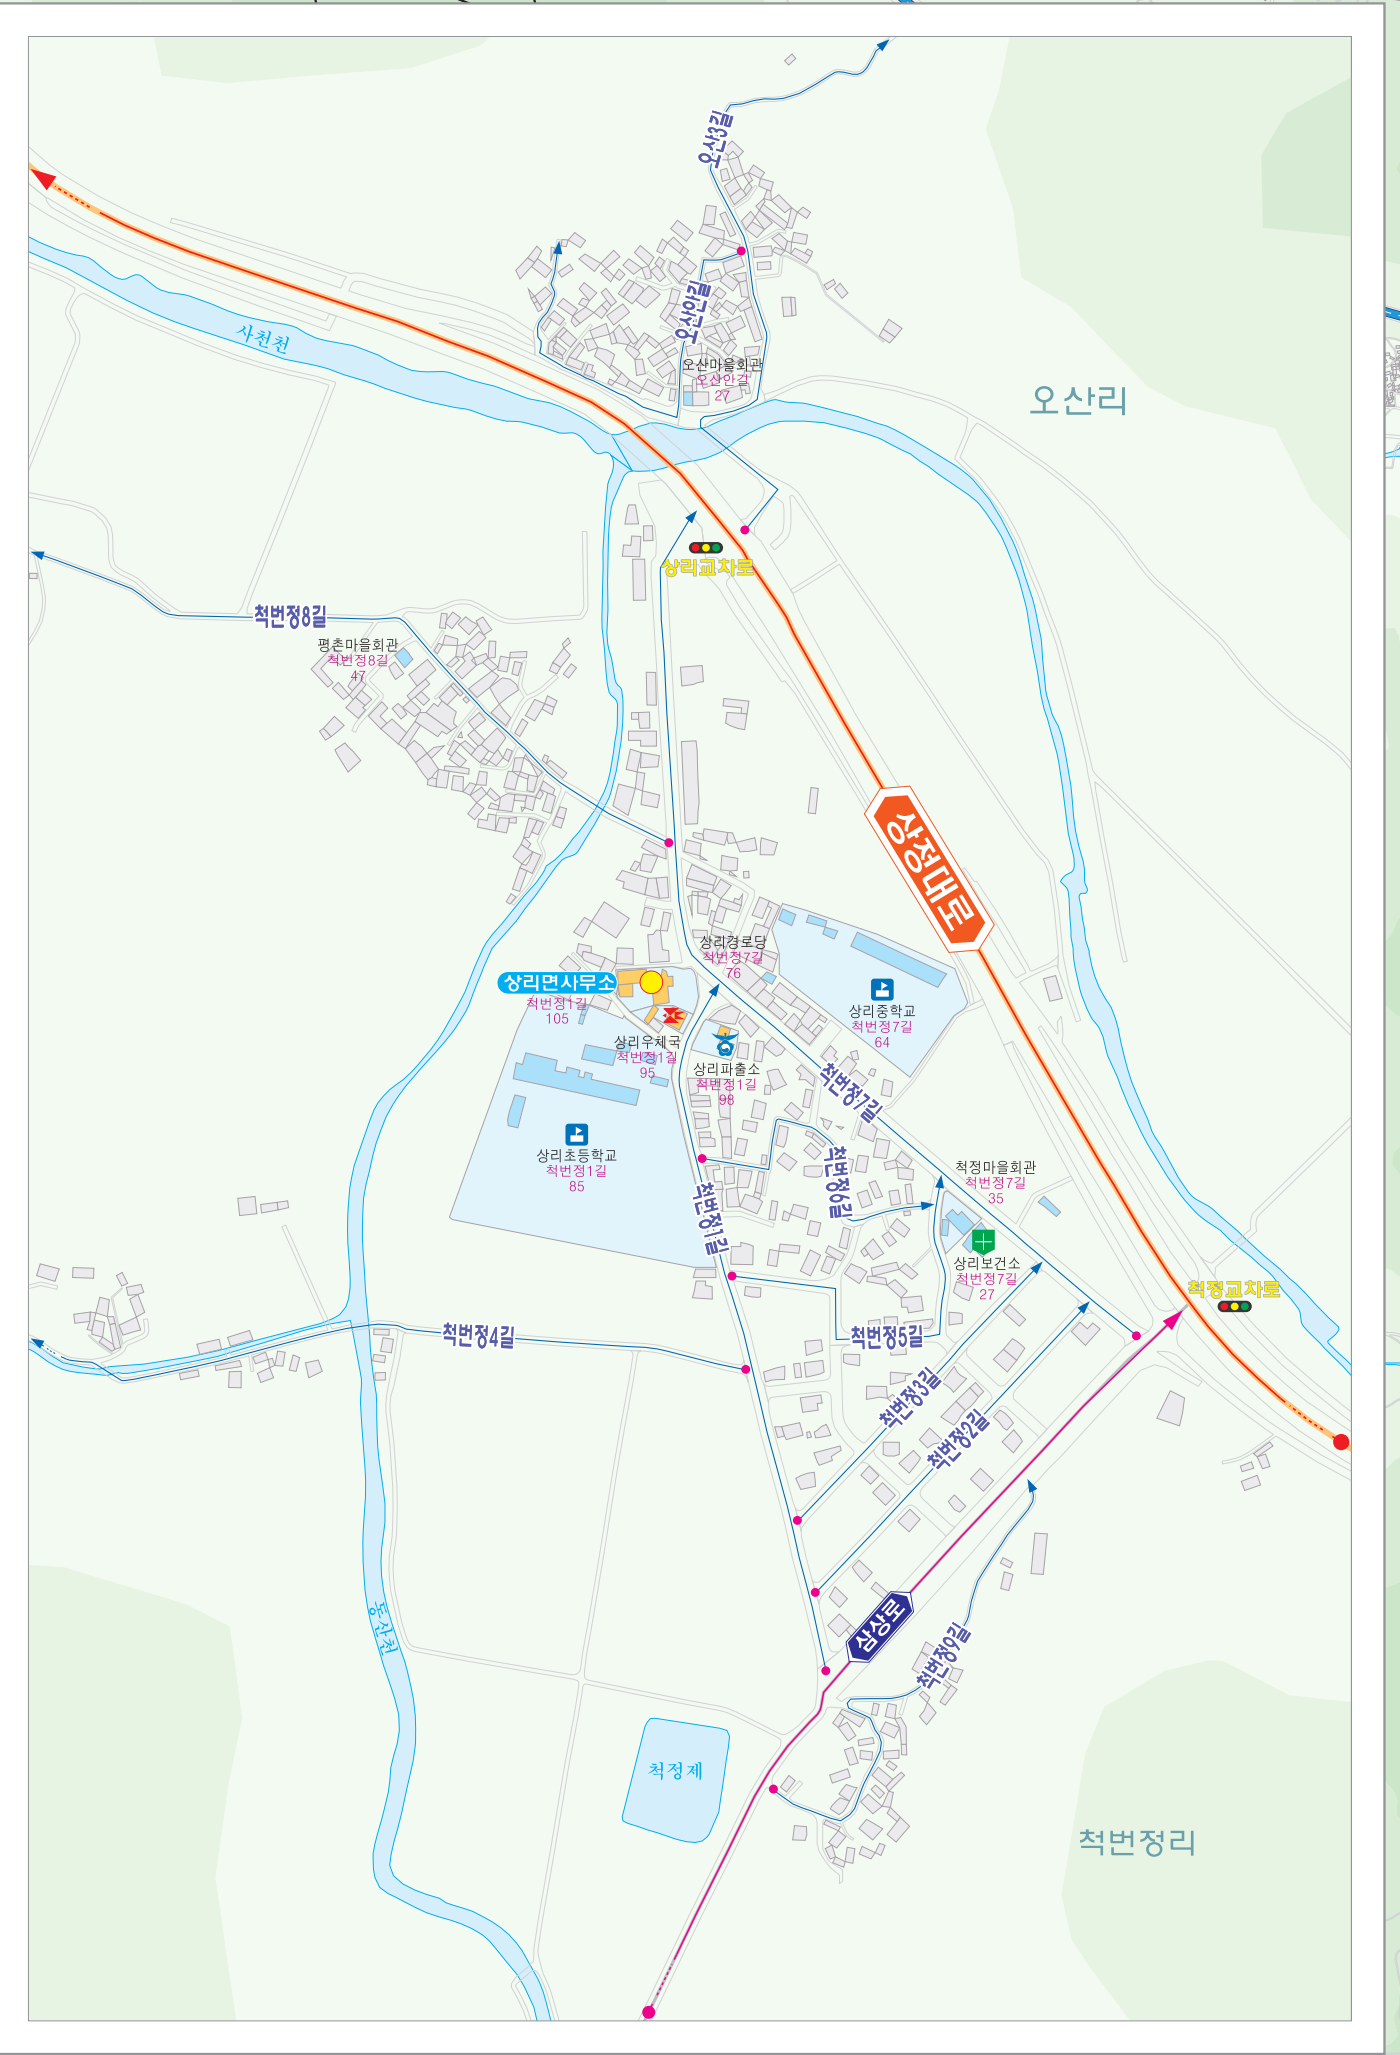 오산3길
사천천
오산안길
오산마을회관
오산안길
27
오산리
상리교차로
척번정8길
평촌마을회관
척번정8길
47
상정대로
상리경로당
척번정7길
76
상리면사무소
척번정1길
105
상리중학교
척번정7길
64
상리우체국
척번정1길
95
상리파출소
척번정1길
98
척번정7길
상리초등학교
척번정1길
85
척번정6길
척정마을회관
척번정7길
35
척번정1길
상리보건소
척번정7길
27
척정교차로
척번정4길
척번정5길
척번정3길
척번정2길
삼상로
동산천
척번정9길
척정제
척번정리